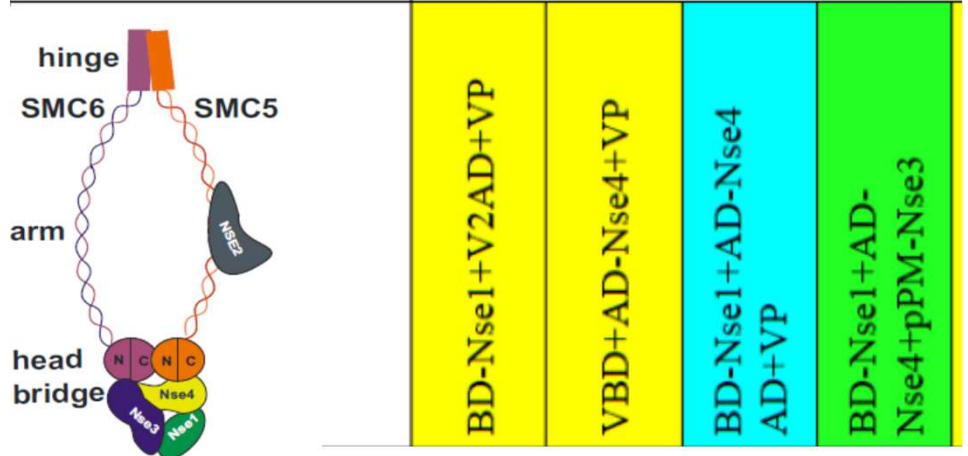 hinge
SMC6
SMC5
arm
NSE2
head
N
C
N
C
bridge
Nse4
Nse3
Nse1
BD-Nse1+V2AD+VP
VBD+AD-Nse4+VP
BD-Nse1+AD-Nse4
AD+VP
BD-Nse1+AD-
Nse4+pPM-Nse3